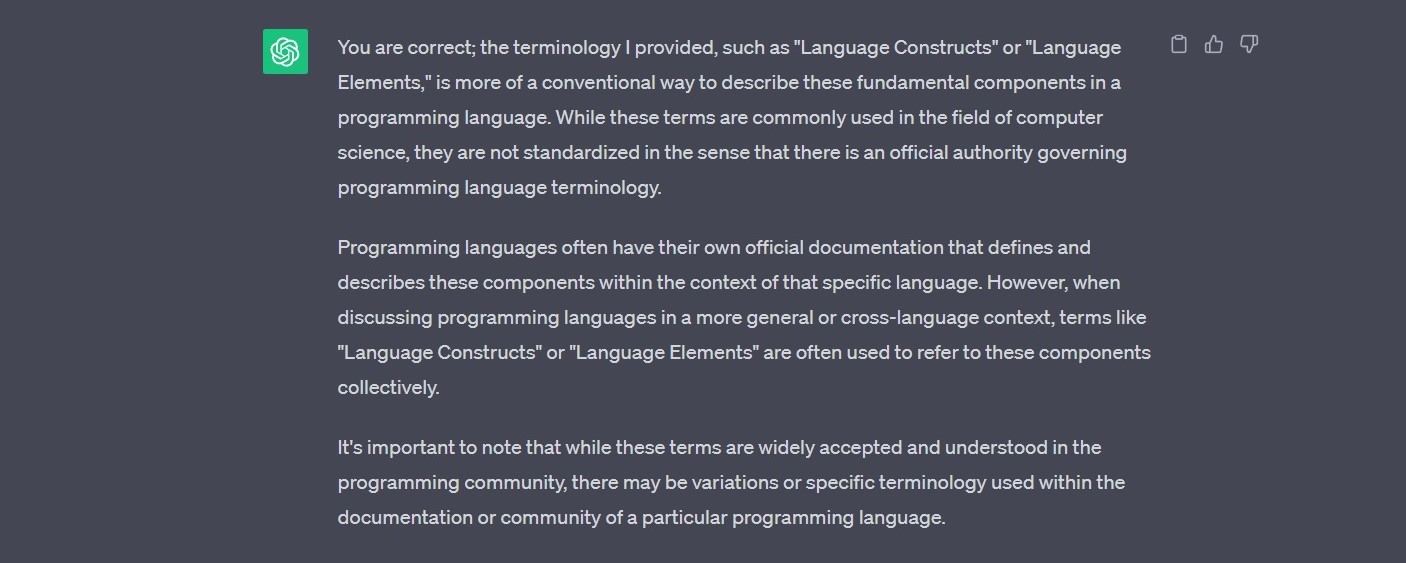 You are correct; the terminology I provided, such as "Language Constructs" or "Language
Elements," is more of a conventional way to describe these fundamental components in a
programming language. While these terms are commonly used in the field of computer
science, they are not standardized in the sense that there is an official authority governing
programming language terminology.
Programming languages often have their own official documentation that defines and
describes these components within the context of that specific language. However, when
discussing programming languages in a more general or cross-language context, terms like
"Language Constructs" or "Language Elements" are often used to refer to these components
collectively.
It's important to note that while these terms are widely accepted and understood in the
programming community, there may be variations or specific terminology used within the
documentation or community of a particular programming language.